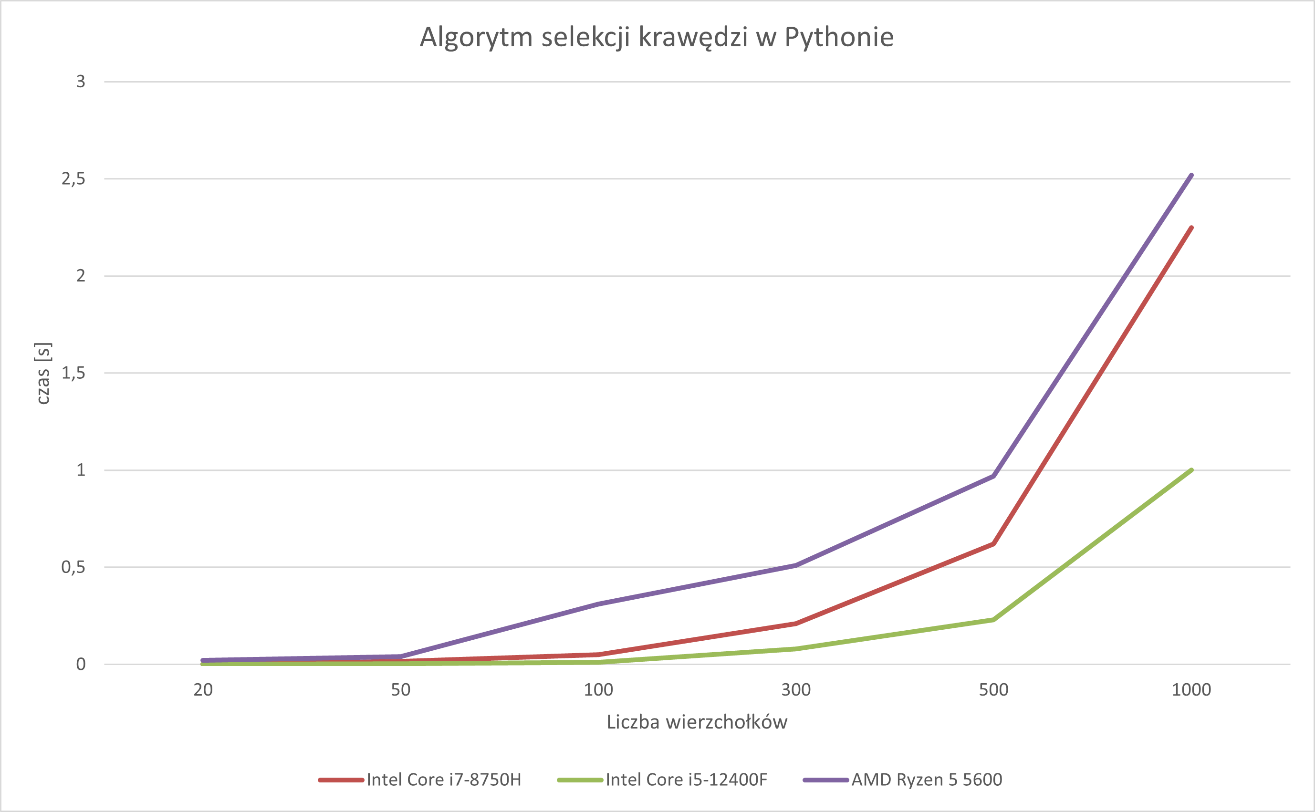 Algorytm selekcji krawędzi w Pythonie
3
2,5
2
1,5
1
0,5
0
czas [s]
20 50 100 300 500 1000
Liczba wierzchołków
Intel Core i7-8750H Intel Core i5-12400F AMD Ryzen 5 5600